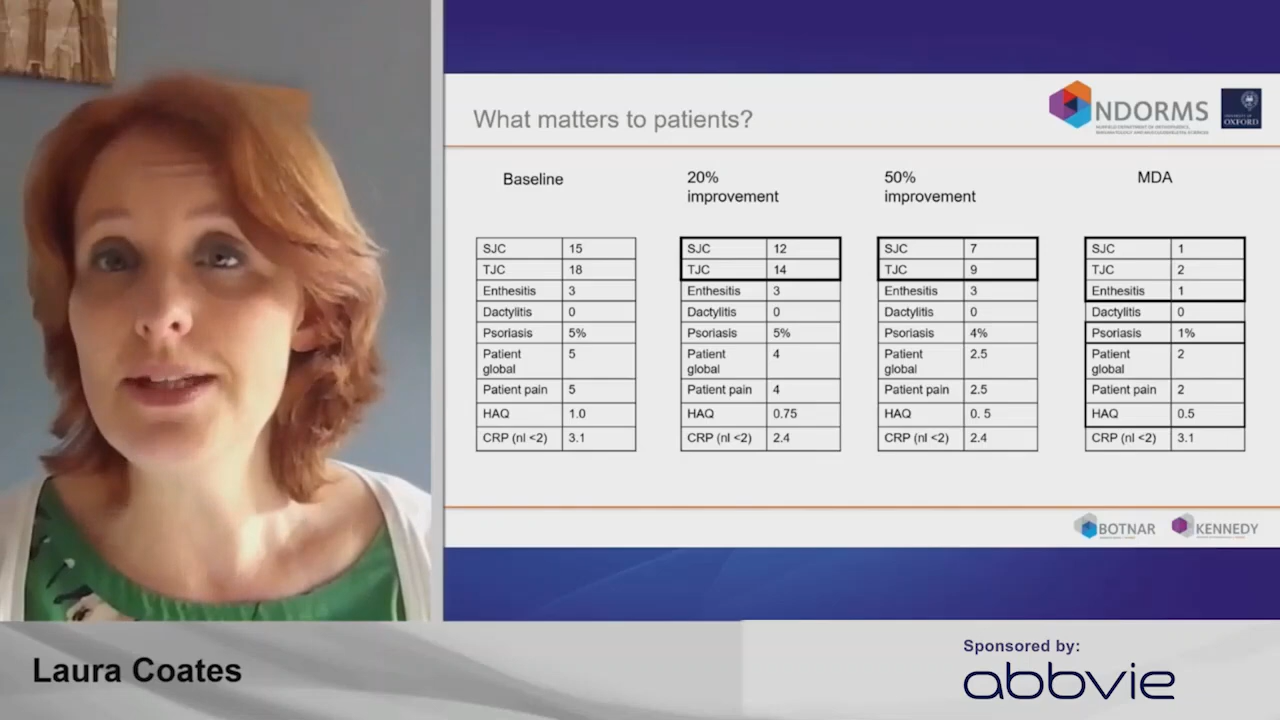 What matters to patients?
NDORMS
NUFFIELD DEPARTMENT OF ORTHOPAEDICS,
RHEUMATOLOGY AND MUSCULOSKELETAL SCIENCES
UNIVERSITY OF
OXFORD
Baseline
SJC 15
TJC 18
Enthesitis 3
Dactylitis 0
Psoriasis 5%
Patient 5
global
Patient pain 5
HAQ 1.0
CRP (nl <2) 3.1
20%
improvement
SJC 12
TJC 14
Enthesitis 3
Dactylitis 0
Psoriasis 5%
Patient 4
global
Patient pain 4
HAQ 0.75
CRP (nl <2) 2.4
50%
improvement
SJC 7
TJC 9
Enthesitis 3
Dactylitis 0
Psoriasis 4%
Patient 2.5
global
Patient pain 2.5
HAQ 0. 5
CRP (nl <2) 2.4
MDA
SJC 1
TJC 2
Enthesitis 1
Dactylitis 0
Psoriasis 1%
Patient 2
global
Patient pain 2
HAQ 0.5
CRP (nl <2) 3.1
BOTNAR
KENNEDY
Laura Coates
Sponsored by:
abbvie